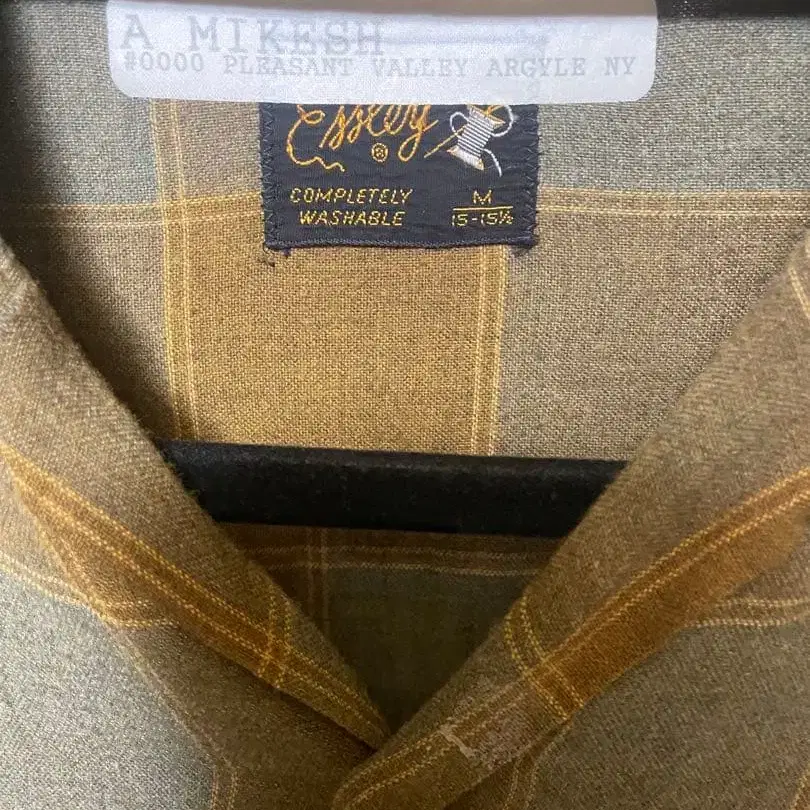 A MIKESH
#0000 PLEASANT VALLEY ARGYLE NY
Essley
®
COMPLETELY WASHABLE
M
15-15½